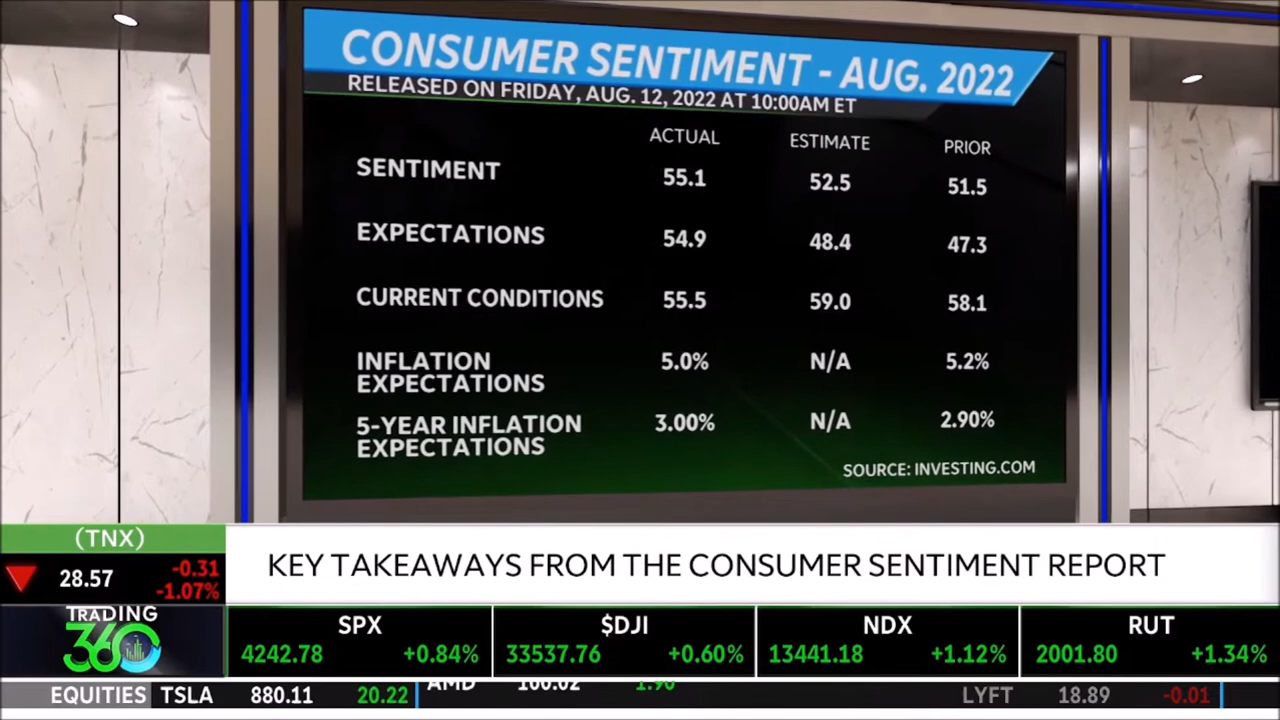 CONSUMER SENTIMENT - AUG. 2022
RELEASED ON FRIDAY, AUG. 12, 2022 AT 10:00AM ET
ACTUAL ESTIMATE PRIOR
SENTIMENT 55.1 52.5 51.5
EXPECTATIONS 54.9 48.4 47.3
CURRENT CONDITIONS 55.5 59.0 58.1
INFLATION
EXPECTATIONS 5.0% N/A 5.2%
5-YEAR INFLATION
EXPECTATIONS 3.00% N/A 2.90%
SOURCE: INVESTING.COM
(TNX)
28.57 -0.31
-1.07%
KEY TAKEAWAYS FROM THE CONSUMER SENTIMENT REPORT
TRADING
360
SPX $DJI NDX RUT
4242.78 +0.84% 33537.76 +0.60% 13441.18 +1.12% 2001.80 +1.34%
EQUITIES TSLA 880.11 20.22 AMD 100.02 1.90 LYFT 18.89 -0.01